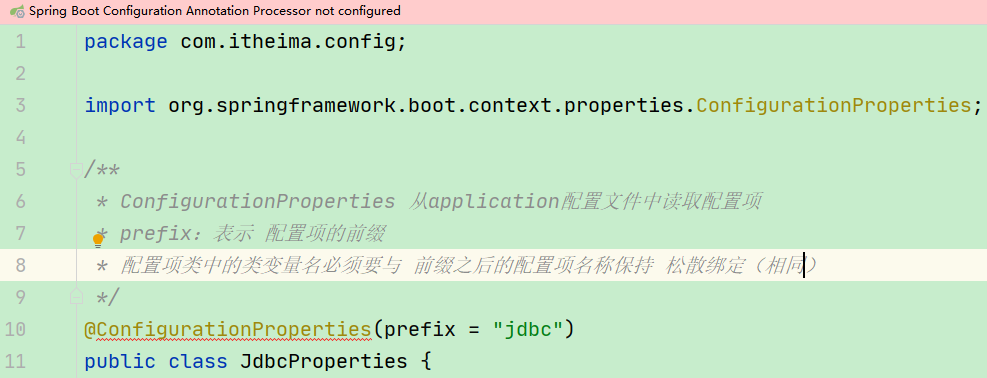 Spring Boot Configuration Annotation Processor not configured
1 package com.itheima.config;
2
3 import org.springframework.boot.context.properties.ConfigurationProperties;
4
5 /**
6 * ConfigurationProperties 从application配置文件中读取配置项
7 * prefix：表示 配置项的前缀
8 * 配置项类中的类变量名必须要与 前缀之后的配置项名称保持 松散绑定（相同）
9 */
10 @ConfigurationProperties(prefix = "jdbc")
11 public class JdbcProperties {